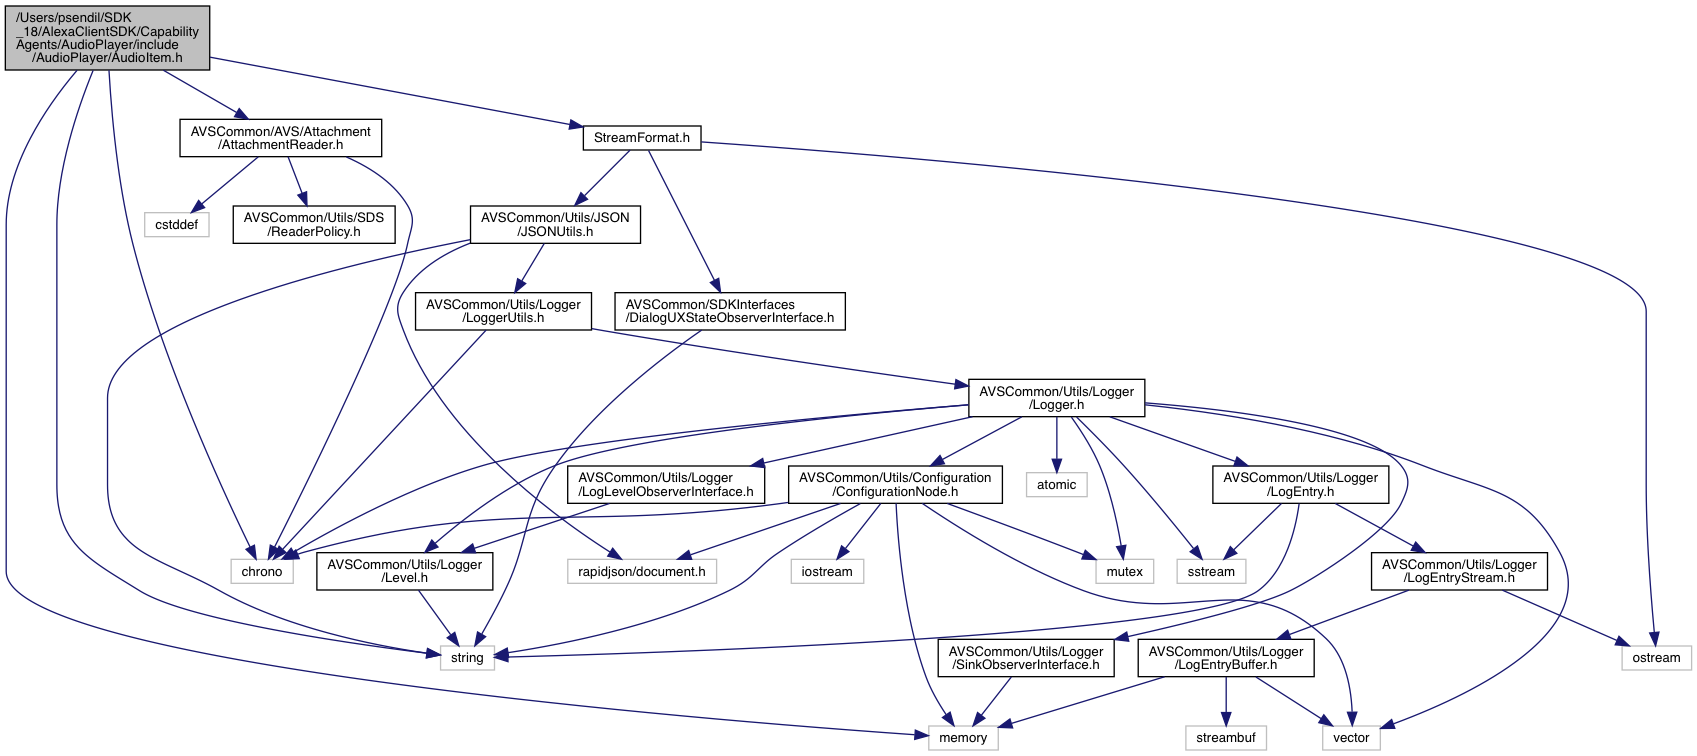 /Users/psendil/SDK
_18/AlexaClientSDK/Capability
Agents/AudioPlayer/include
/AudioPlayer/AudioItem.h
AVSCommon/AVS/Attachment
/AttachmentReader.h
StreamFormat.h
cstddef
AVSCommon/Utils/SDS
/ReaderPolicy.h
AVSCommon/Utils/JSON
/JSONUtils.h
AVSCommon/Utils/Logger
/LoggerUtils.h
AVSCommon/SDKInterfaces
/DialogUXStateObserverInterface.h
AVSCommon/Utils/Logger
/Logger.h
AVSCommon/Utils/Logger
/LogLevelObserverInterface.h
AVSCommon/Utils/Configuration
/ConfigurationNode.h
atomic
AVSCommon/Utils/Logger
/LogEntry.h
chrono
AVSCommon/Utils/Logger
/Level.h
rapidjson/document.h
iostream
mutex
sstream
AVSCommon/Utils/Logger
/LogEntryStream.h
string
AVSCommon/Utils/Logger
/SinkObserverInterface.h
AVSCommon/Utils/Logger
/LogEntryBuffer.h
ostream
memory
streambuf
vector